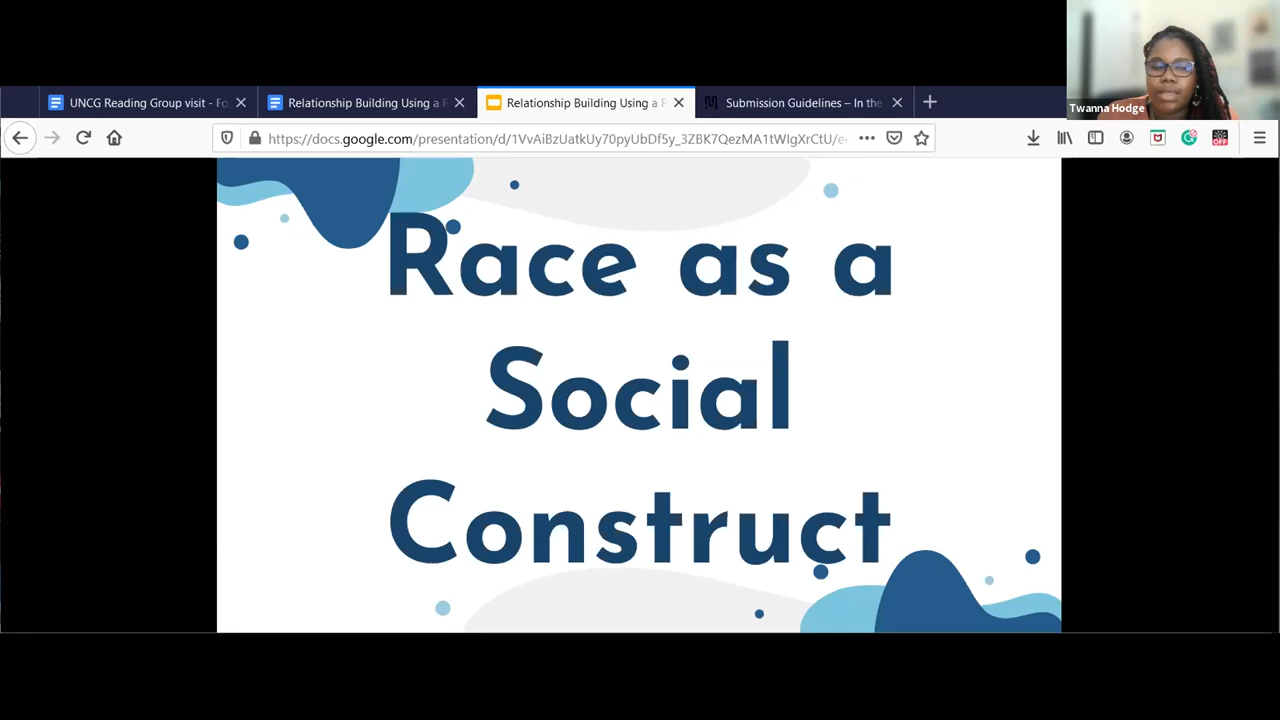 Twanna Hodge
UNCG Reading Group visit - Fo
Relationship Building Using a R
Relationship Building Using a R
Submission Guidelines – In the
https://docs.google.com/presentation/d/1VvAiBzUatkUy70pyUbDf5y_3ZBK7QezMA1tWIgXrCtU/e
OFF
Race as a
Social
Construct